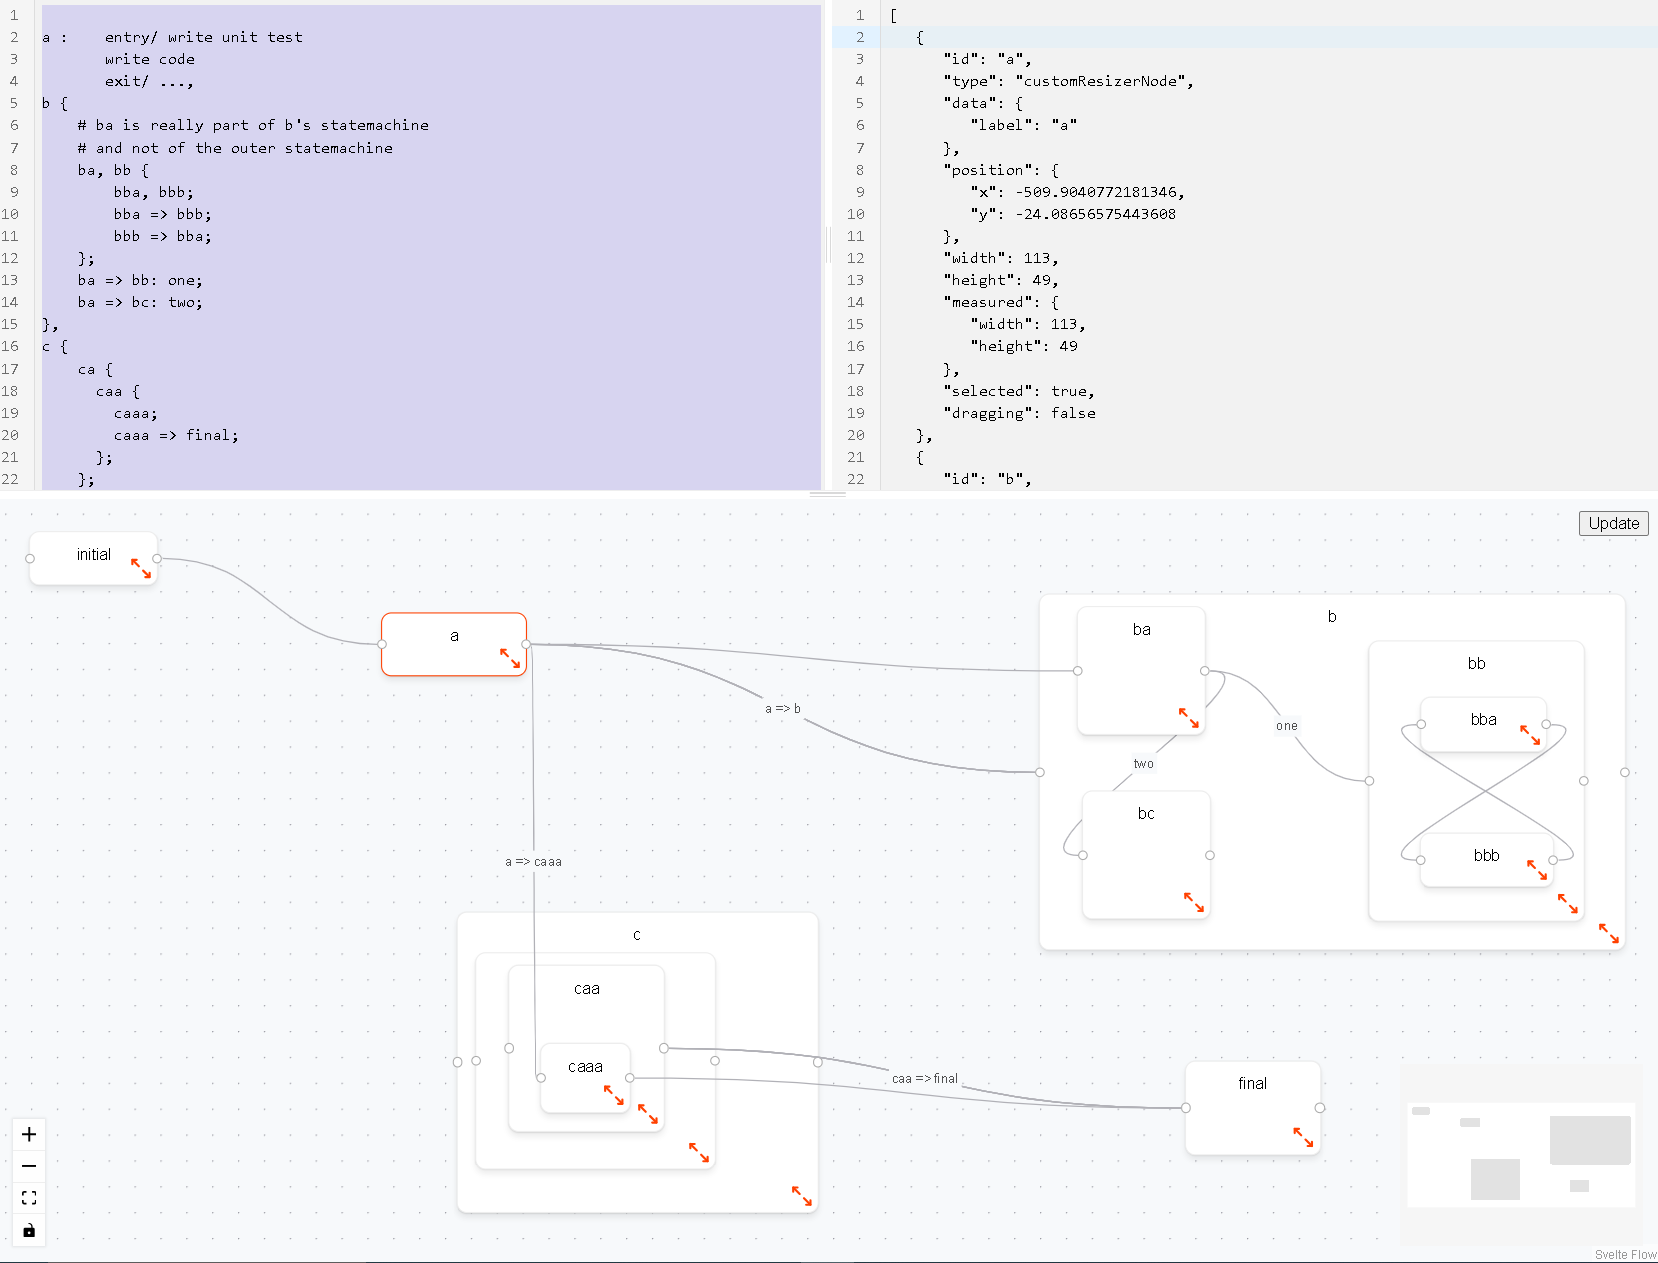 1
2 a :    entry/ write unit test
3        write code
4        exit/ ...,
5 b {
6     # ba is really part of b's statemachine
7     # and not of the outer statemachine
8     ba, bb {
9         bba, bbb;
10         bba => bbb;
11         bbb => bba;
12     };
13     ba => bb: one;
14     ba => bc: two;
15 },
16 c {
17     ca {
18       caa {
19         caaa;
20         caaa => final;
21       };
22     };
1 [
2    {
3       "id": "a",
4       "type": "customResizerNode",
5       "data": {
6          "label": "a"
7       },
8       "position": {
9          "x": -509.9040772181346,
10          "y": -24.08656575443608
11       },
12       "width": 113,
13       "height": 49,
14       "measured": {
15          "width": 113,
16          "height": 49
17       },
18       "selected": true,
19       "dragging": false
20    },
21    {
22       "id": "b",
Update
initial
a
b
ba
bb
a => b
bba
one
two
bc
bbb
a => caaa
c
caa
caaa
caa => final
final
Svelte Flow